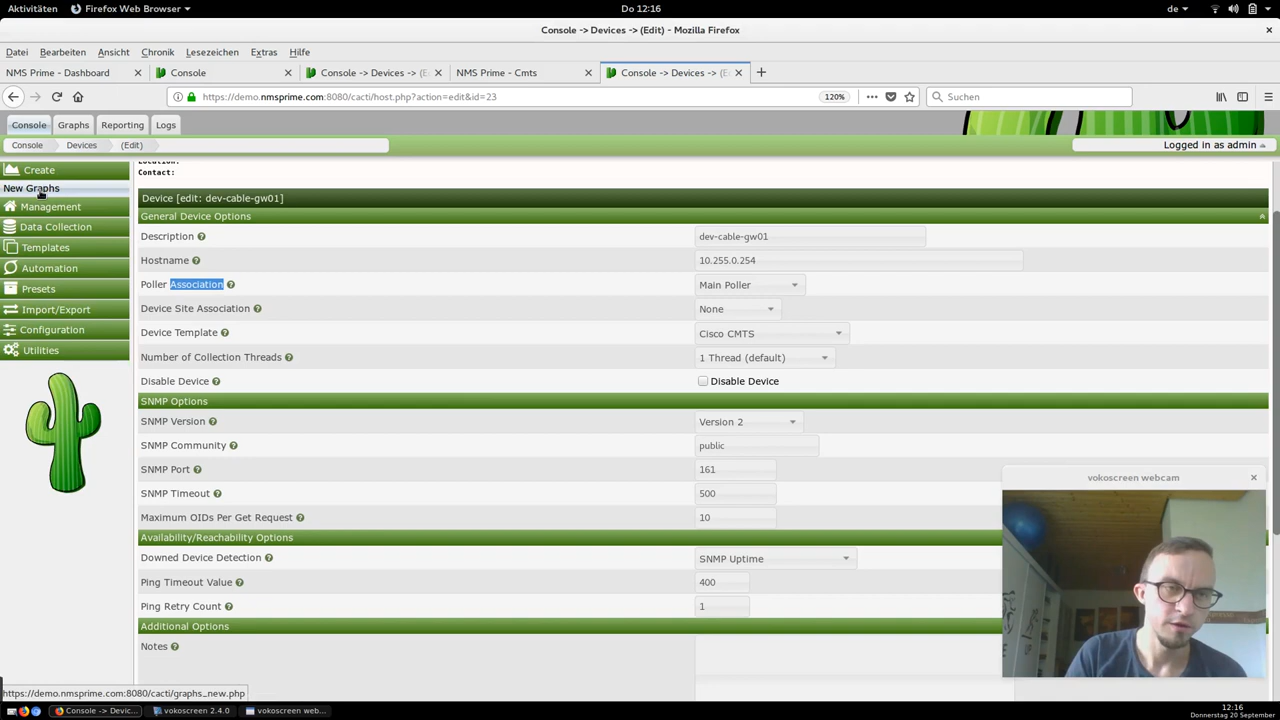 Aktivitäten
Firefox Web Browser
Do 12:16
de
Console -> Devices -> (Edit) - Mozilla Firefox
Datei Bearbeiten Ansicht Chronik Lesezeichen Extras Hilfe
NMS Prime - Dashboard
Console
Console -> Devices -> (E
NMS Prime - Cmts
Console -> Devices -> (E
https://demo.nmsprime.com:8080/cacti/host.php?action=edit&id=23
120%
Suchen
Console Graphs Reporting Logs
Console Devices (Edit)
Logged in as admin
Create
New Graphs
Management
Data Collection
Templates
Automation
Presets
Import/Export
Configuration
Utilities
Contact:
Device [edit: dev-cable-gw01]
General Device Options
Description dev-cable-gw01
Hostname 10.255.0.254
Poller Association Main Poller
Device Site Association None
Device Template Cisco CMTS
Number of Collection Threads 1 Thread (default)
Disable Device Disable Device
SNMP Options
SNMP Version Version 2
SNMP Community public
SNMP Port 161
SNMP Timeout 500
Maximum OIDs Per Get Request 10
Availability/Reachability Options
Downed Device Detection SNMP Uptime
Ping Timeout Value 400
Ping Retry Count 1
Additional Options
Notes
vokoscreen webcam
https://demo.nmsprime.com:8080/cacti/graphs_new.php
Console -> Devic...
vokoscreen 2.4.0
vokoscreen web...
12:16
Donnerstag 20 September